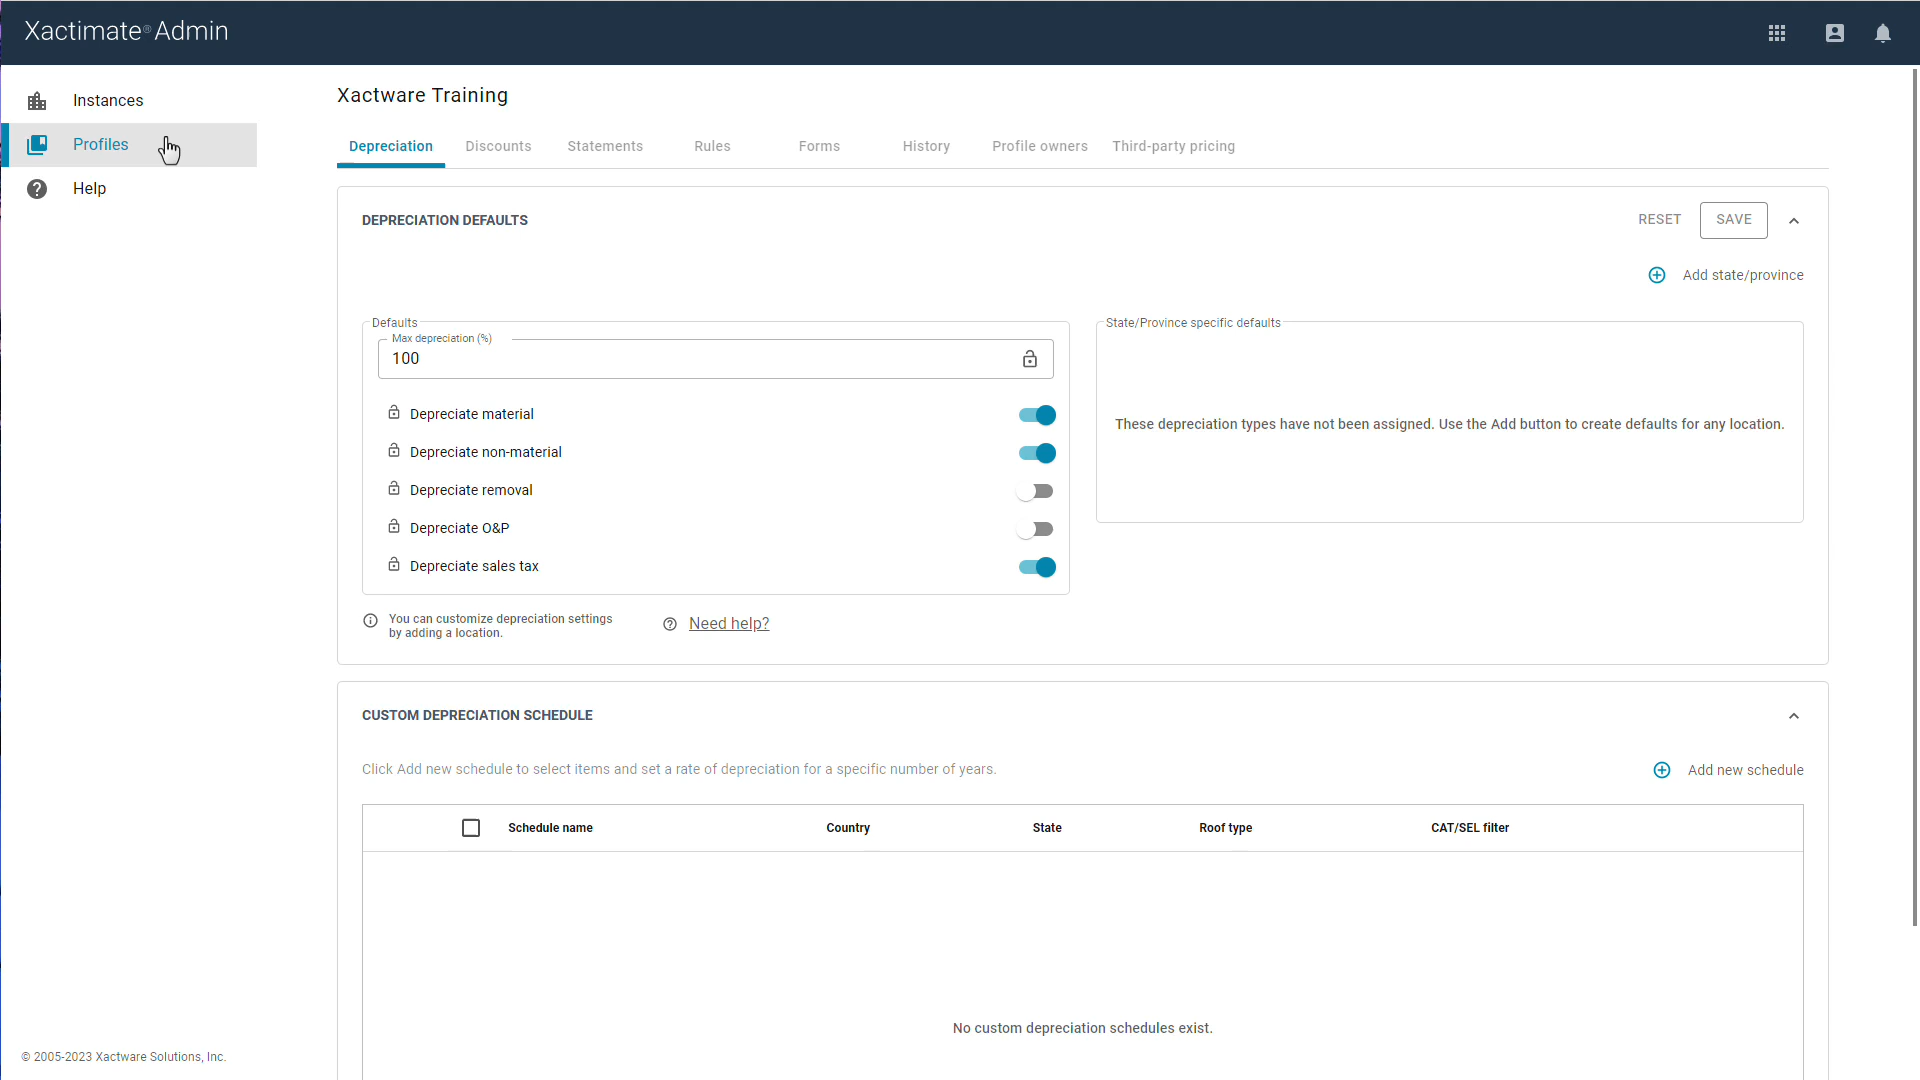 Xactimate® Admin
Instances
Profiles
Help
Xactware Training
Depreciation Discounts Statements Rules Forms History Profile owners Third-party pricing
DEPRECIATION DEFAULTS
RESET SAVE
Add state/province
Defaults
Max depreciation (%)
100
Depreciate material
Depreciate non-material
Depreciate removal
Depreciate O&P
Depreciate sales tax
State/Province specific defaults
These depreciation types have not been assigned. Use the Add button to create defaults for any location.
You can customize depreciation settings
by adding a location.
Need help?
CUSTOM DEPRECIATION SCHEDULE
Click Add new schedule to select items and set a rate of depreciation for a specific number of years.
Add new schedule
Schedule name Country State Roof type CAT/SEL filter
No custom depreciation schedules exist.
© 2005-2023 Xactware Solutions, Inc.